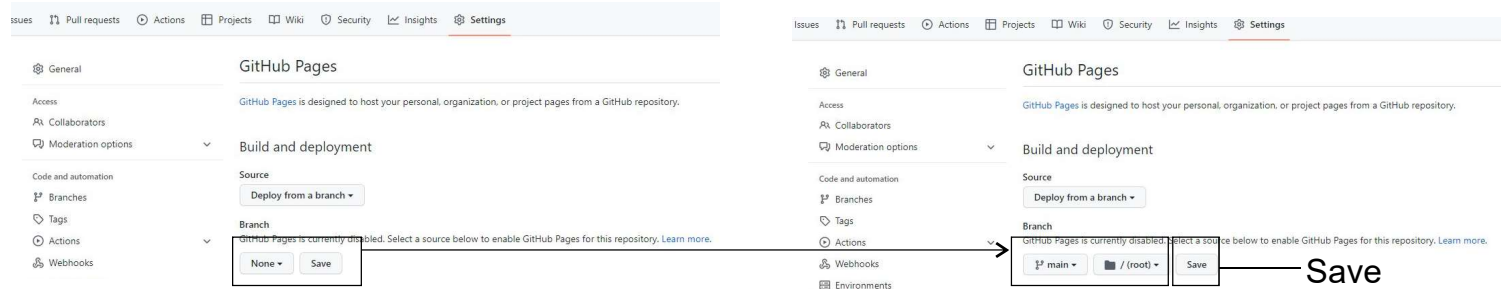 ssues Pull requests Actions Projects Wiki Security Insights Settings
General
Access
Collaborators
Moderation options
Code and automation
Branches
Tags
Actions
Webhooks
GitHub Pages
GitHub Pages is designed to host your personal, organization, or project pages from a GitHub repository.
Build and deployment
Source
Deploy from a branch
Branch
GitHub Pages is currently disabled. Select a source below to enable GitHub Pages for this repository. Learn more.
None Save
Issues Pull requests Actions Projects Wiki Security Insights Settings
General
Access
Collaborators
Moderation options
Code and automation
Branches
Tags
Actions
Webhooks
Environments
GitHub Pages
GitHub Pages is designed to host your personal, organization, or project pages from a GitHub repository.
Build and deployment
Source
Deploy from a branch
Branch
GitHub Pages is currently disabled. Select a source below to enable GitHub Pages for this repository. Learn more.
main / (root) Save
Save